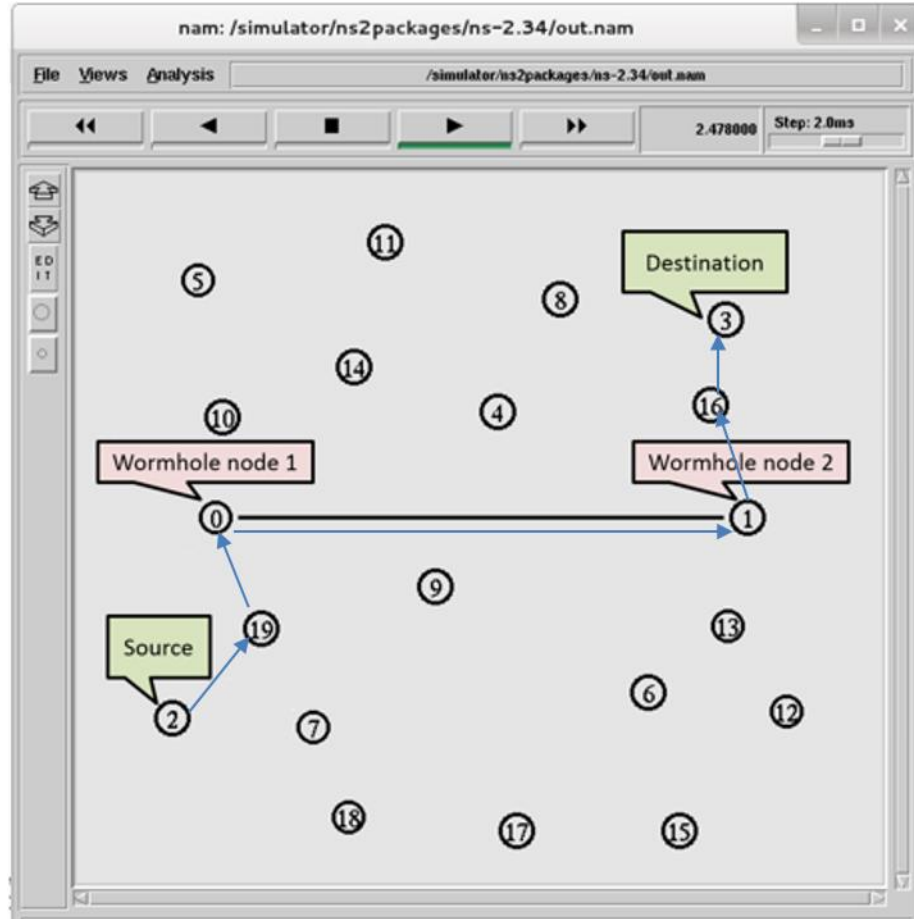 nam: /simulator/ns2packages/ns-2.34/out.nam
File Views Analysis /simulator/ns2packages/ns-2.34/out.nam
2.478000 Step: 2.0ms
ED
IT
11
5
Destination
8
3
14
16
4
10
Wormhole node 1
Wormhole node 2
0
1
9
19
13
Source
6
12
2
7
18
17
15